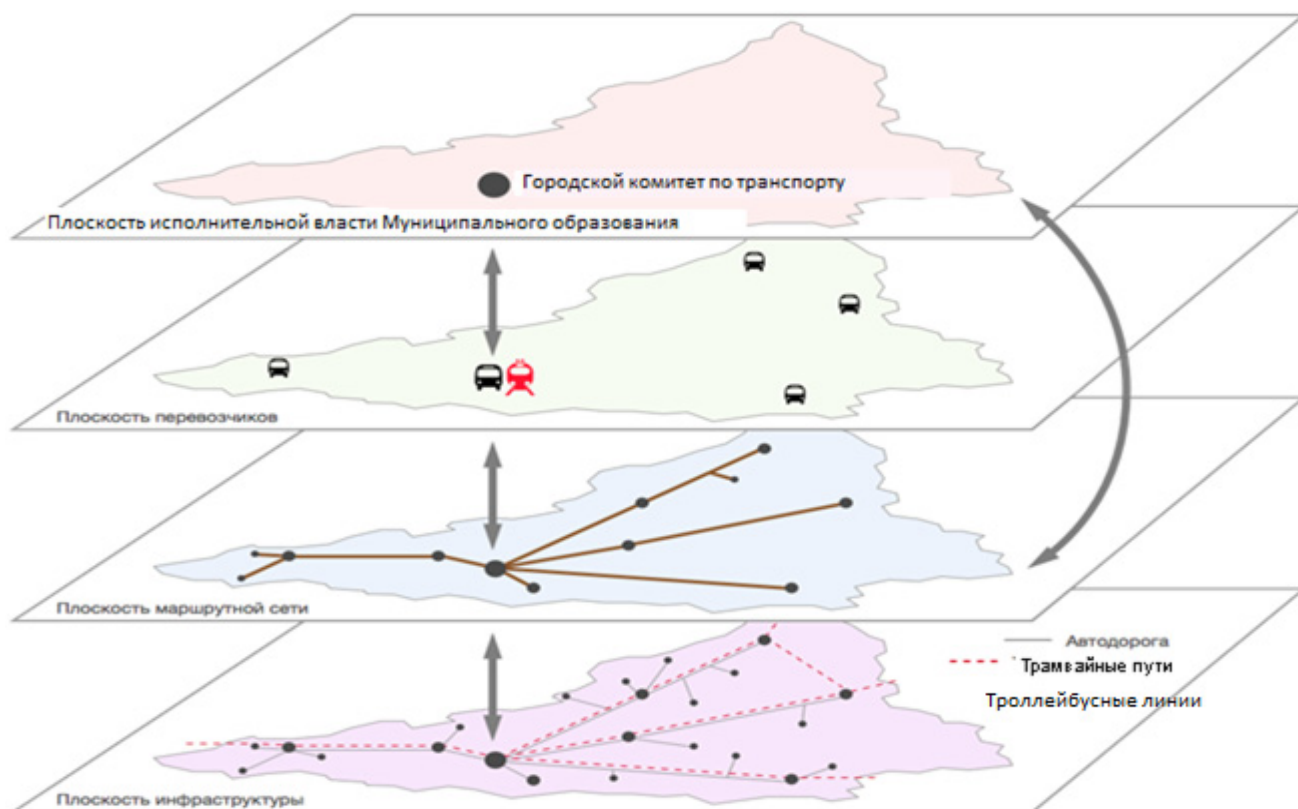 Городской комитет по транспорту
Плоскость исполнительной власти Муниципального образования
Плоскость перевозчиков
Плоскость маршрутной сети
Автодорога
Трамвайные пути
Троллейбусные линии
Плоскость инфраструктуры